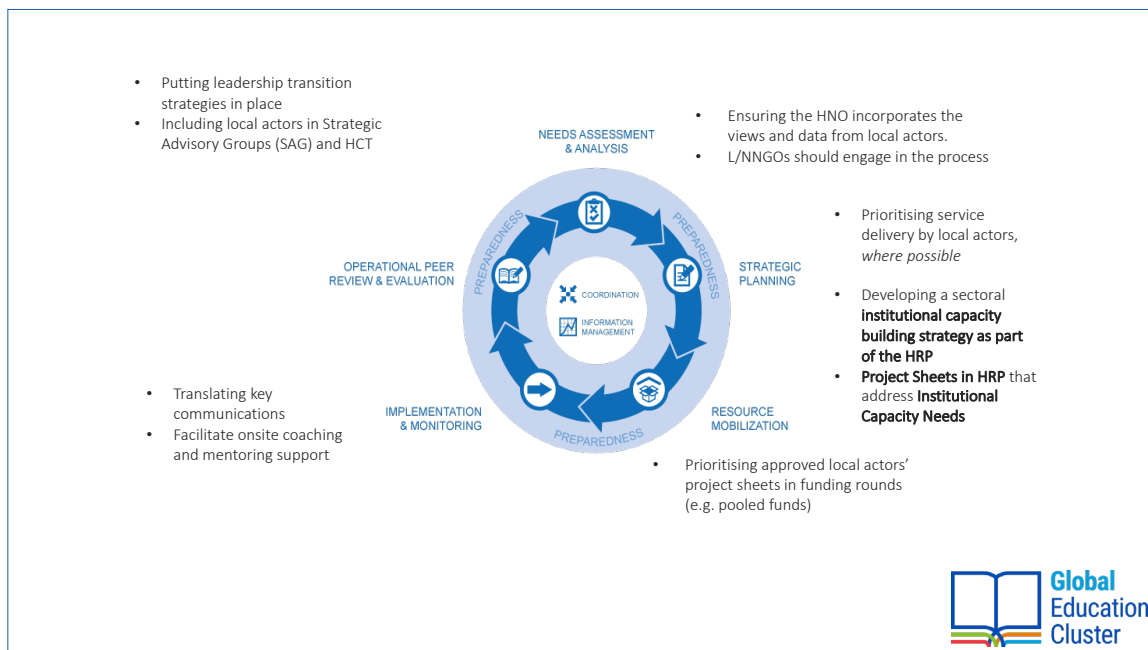 • Putting leadership transition
strategies in place
• Including local actors in Strategic
Advisory Groups (SAG) and HCT
NEEDS ASSESSMENT
& ANALYSIS
• Ensuring the HNO incorporates the
views and data from local actors.
• L/NNGOs should engage in the process
PREPAREDNESS
PREPAREDNESS
• Prioritising service
delivery by local actors,
where possible
OPERATIONAL PEER
REVIEW & EVALUATION
STRATEGIC
PLANNING
COORDINATION
INFORMATION
MANAGEMENT
• Developing a sectoral
institutional capacity
building strategy as part
of the HRP
• Project Sheets in HRP that
address Institutional
Capacity Needs
• Translating key
communications
• Facilitate onsite coaching
and mentoring support
IMPLEMENTATION
& MONITORING
RESOURCE
MOBILIZATION
PREPAREDNESS
• Prioritising approved local actors’
project sheets in funding rounds
(e.g. pooled funds)
Global
Education
Cluster